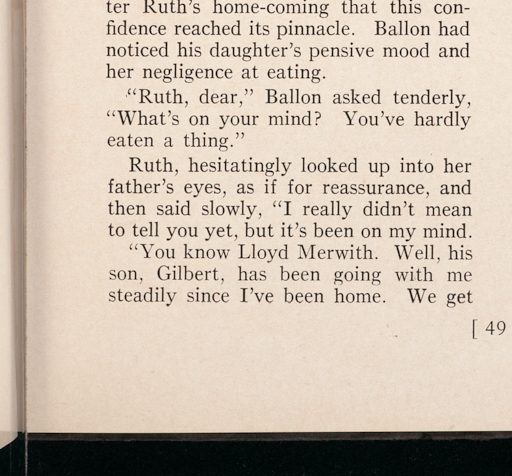 ter Ruth's home-coming that this con-
fidence reached its pinnacle. Ballon had
noticed his daughter's pensive mood and
her negligence at eating.
"Ruth, dear," Ballon asked tenderly,
"What's on your mind? You've hardly
eaten a thing."
Ruth, hesitatingly looked up into her
father's eyes, as if for reassurance, and
then said slowly, "I really didn't mean
to tell you yet, but it's been on my mind.
"You know Lloyd Merwith. Well, his
son, Gilbert, has been going with me
steadily since I've been home. We get
[ 49